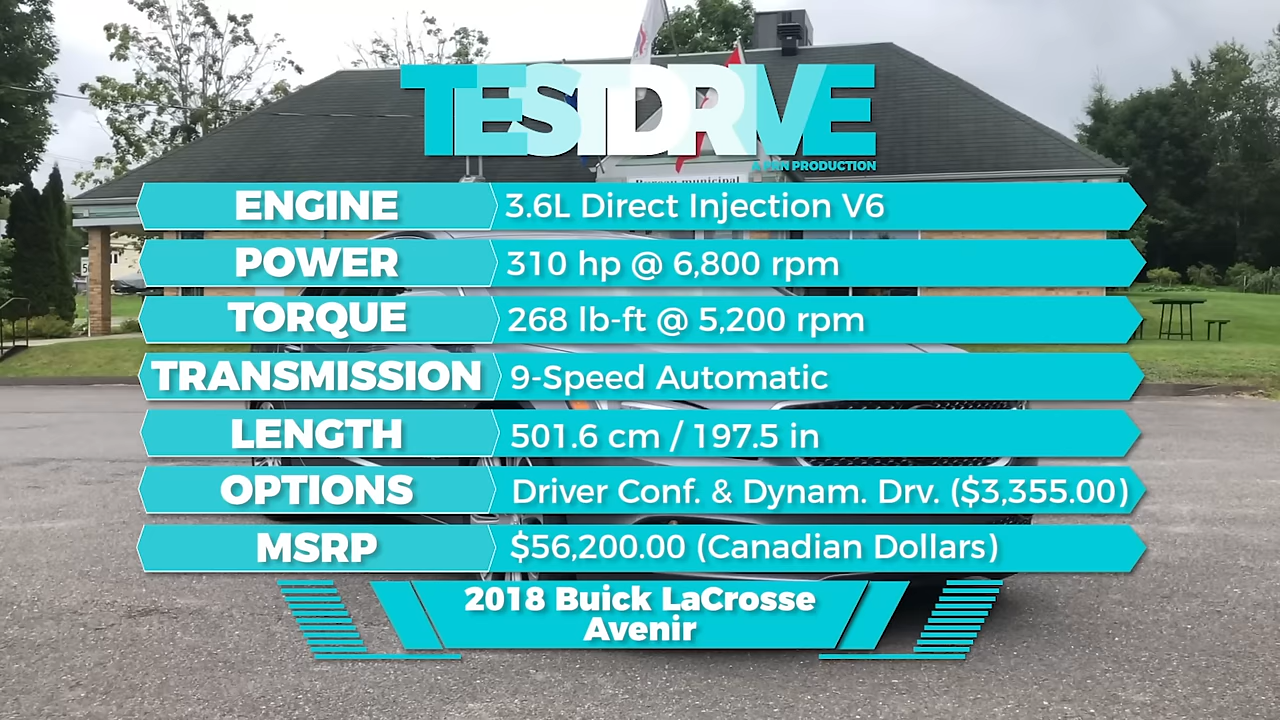 TESTDRIVE
PRODUCTION
Bureau municipal
ENGINE 3.6L Direct Injection V6
POWER 310 hp @ 6,800 rpm
TORQUE 268 lb-ft @ 5,200 rpm
TRANSMISSION 9-Speed Automatic
LENGTH 501.6 cm / 197.5 in
OPTIONS Driver Conf. & Dynam. Drv. ($3,355.00)
MSRP $56,200.00 (Canadian Dollars)
2018 Buick LaCrosse
Avenir